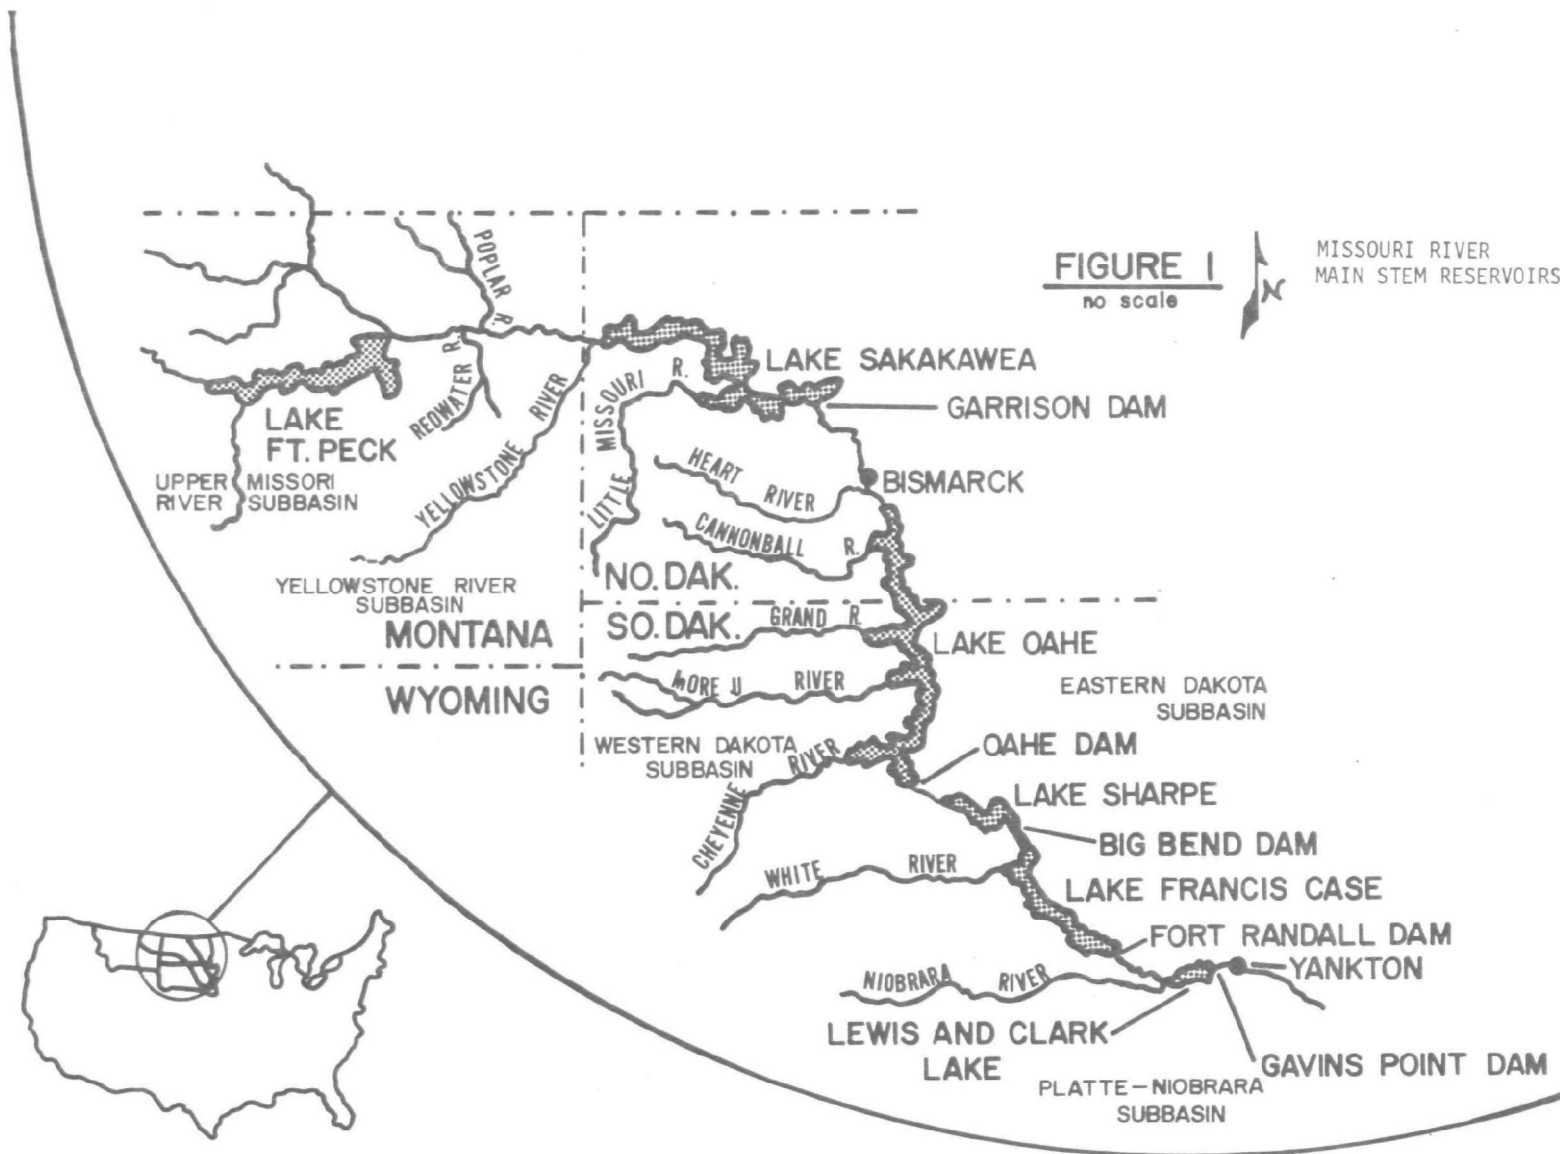 FIGURE 1
no scale
N
MISSOURI RIVER
MAIN STEM RESERVOIRS
POPLAR R.
REDWATER R.
LAKE
FT. PECK
UPPER MISSORI
RIVER SUBBASIN
YELLOWSTONE RIVER
YELLOWSTONE RIVER
SUBBASIN
MONTANA
WYOMING
LITTLE MISSOURI R.
LAKE SAKAKAWEA
GARRISON DAM
BISMARCK
HEART RIVER
CANNONBALL R.
NO. DAK.
SO. DAK.
GRAND R.
LAKE OAHE
MOREAU RIVER
EASTERN DAKOTA
SUBBASIN
WESTERN DAKOTA
SUBBASIN
OAHE DAM
CHEYENNE RIVER
LAKE SHARPE
BIG BEND DAM
WHITE RIVER
LAKE FRANCIS CASE
FORT RANDALL DAM
YANKTON
NIOBRARA RIVER
LEWIS AND CLARK
LAKE
GAVINS POINT DAM
PLATTE-NIOBRARA
SUBBASIN